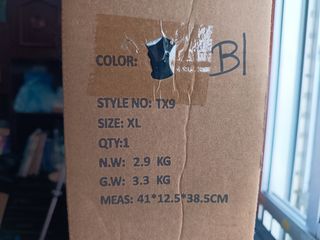 COLOR: Bl
STYLE NO: TX9
SIZE: XL
QTY:1
N.W: 2.9 KG
G.W: 3.3 KG
MEAS: 41*12.5*38.5CM